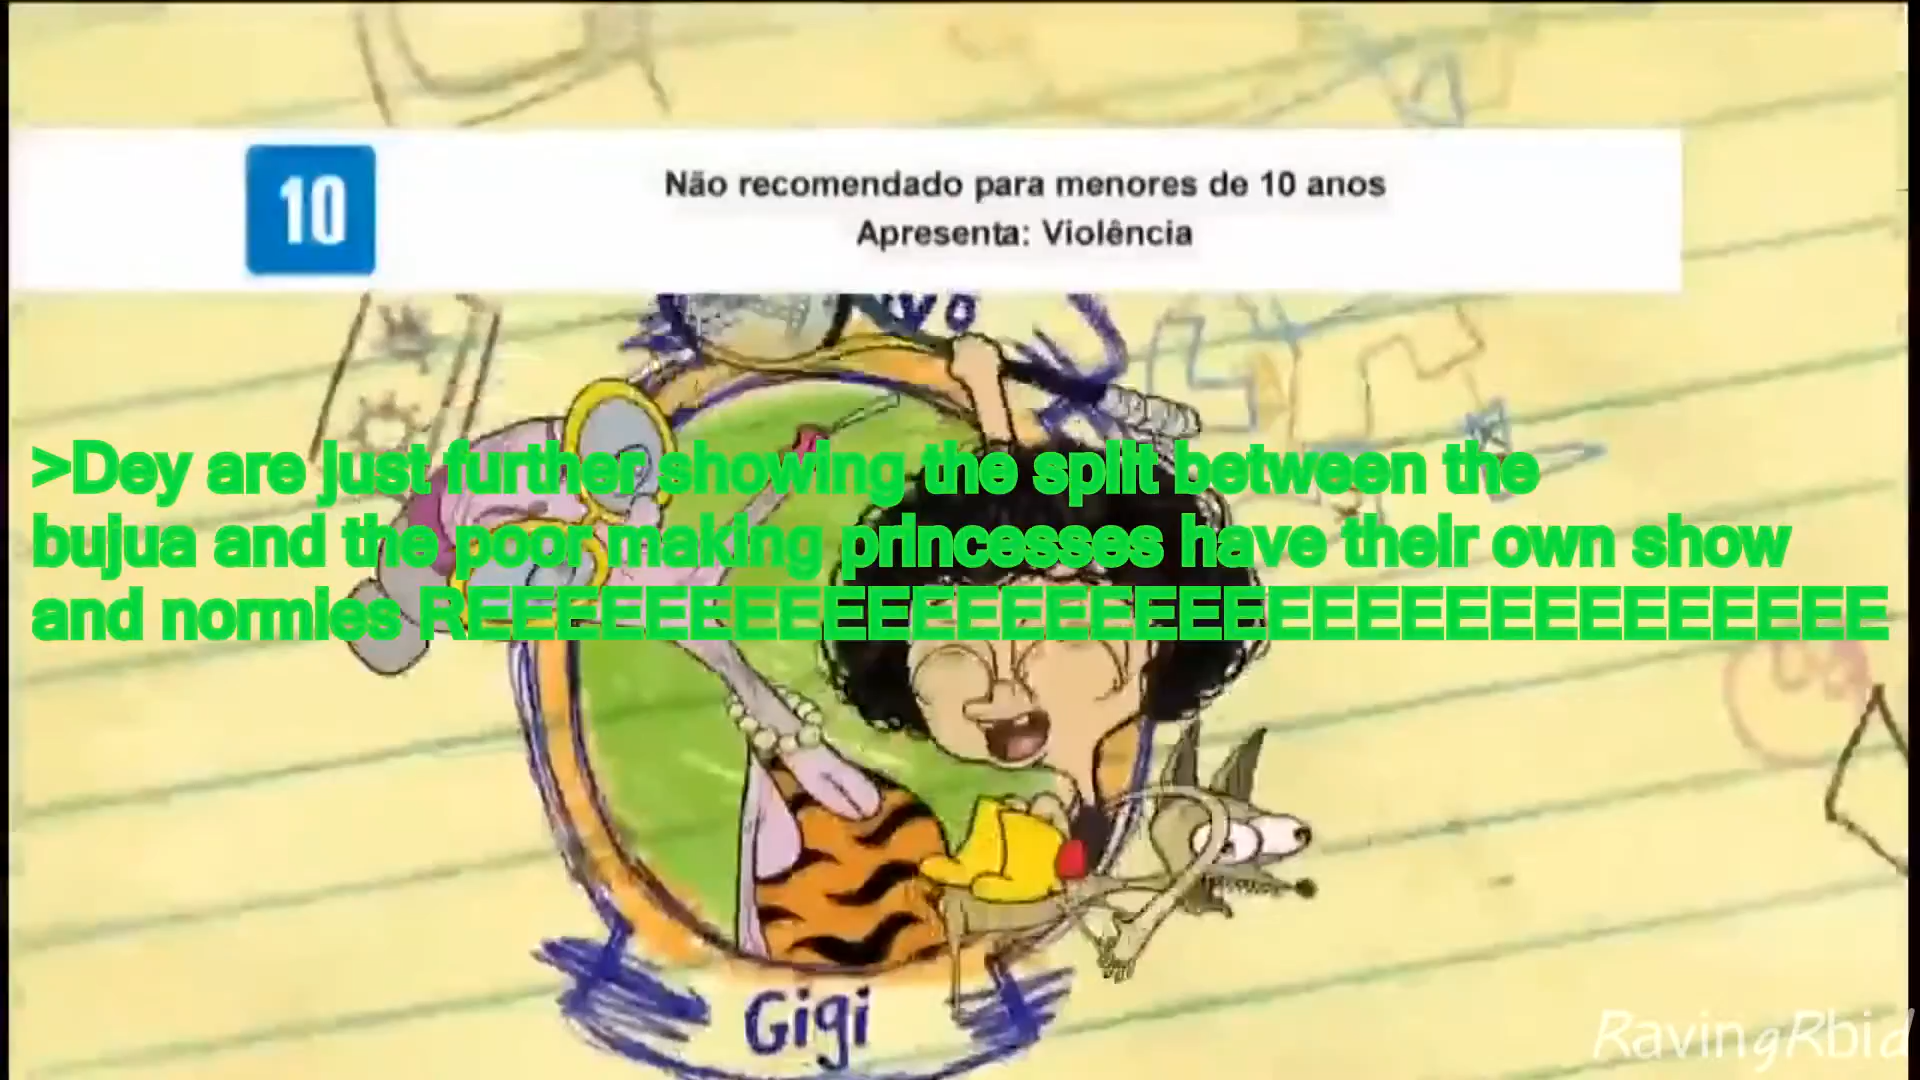 10
Não recomendado para menores de 10 anos
Apresenta: Violência
>Dey are just further showing the split between the
bujua and the poor making princesses have their own show
and normies REEEEEEEEEEEEEEEEEEEEEEEEEEEEEEEE
Gigi
RavingRbid